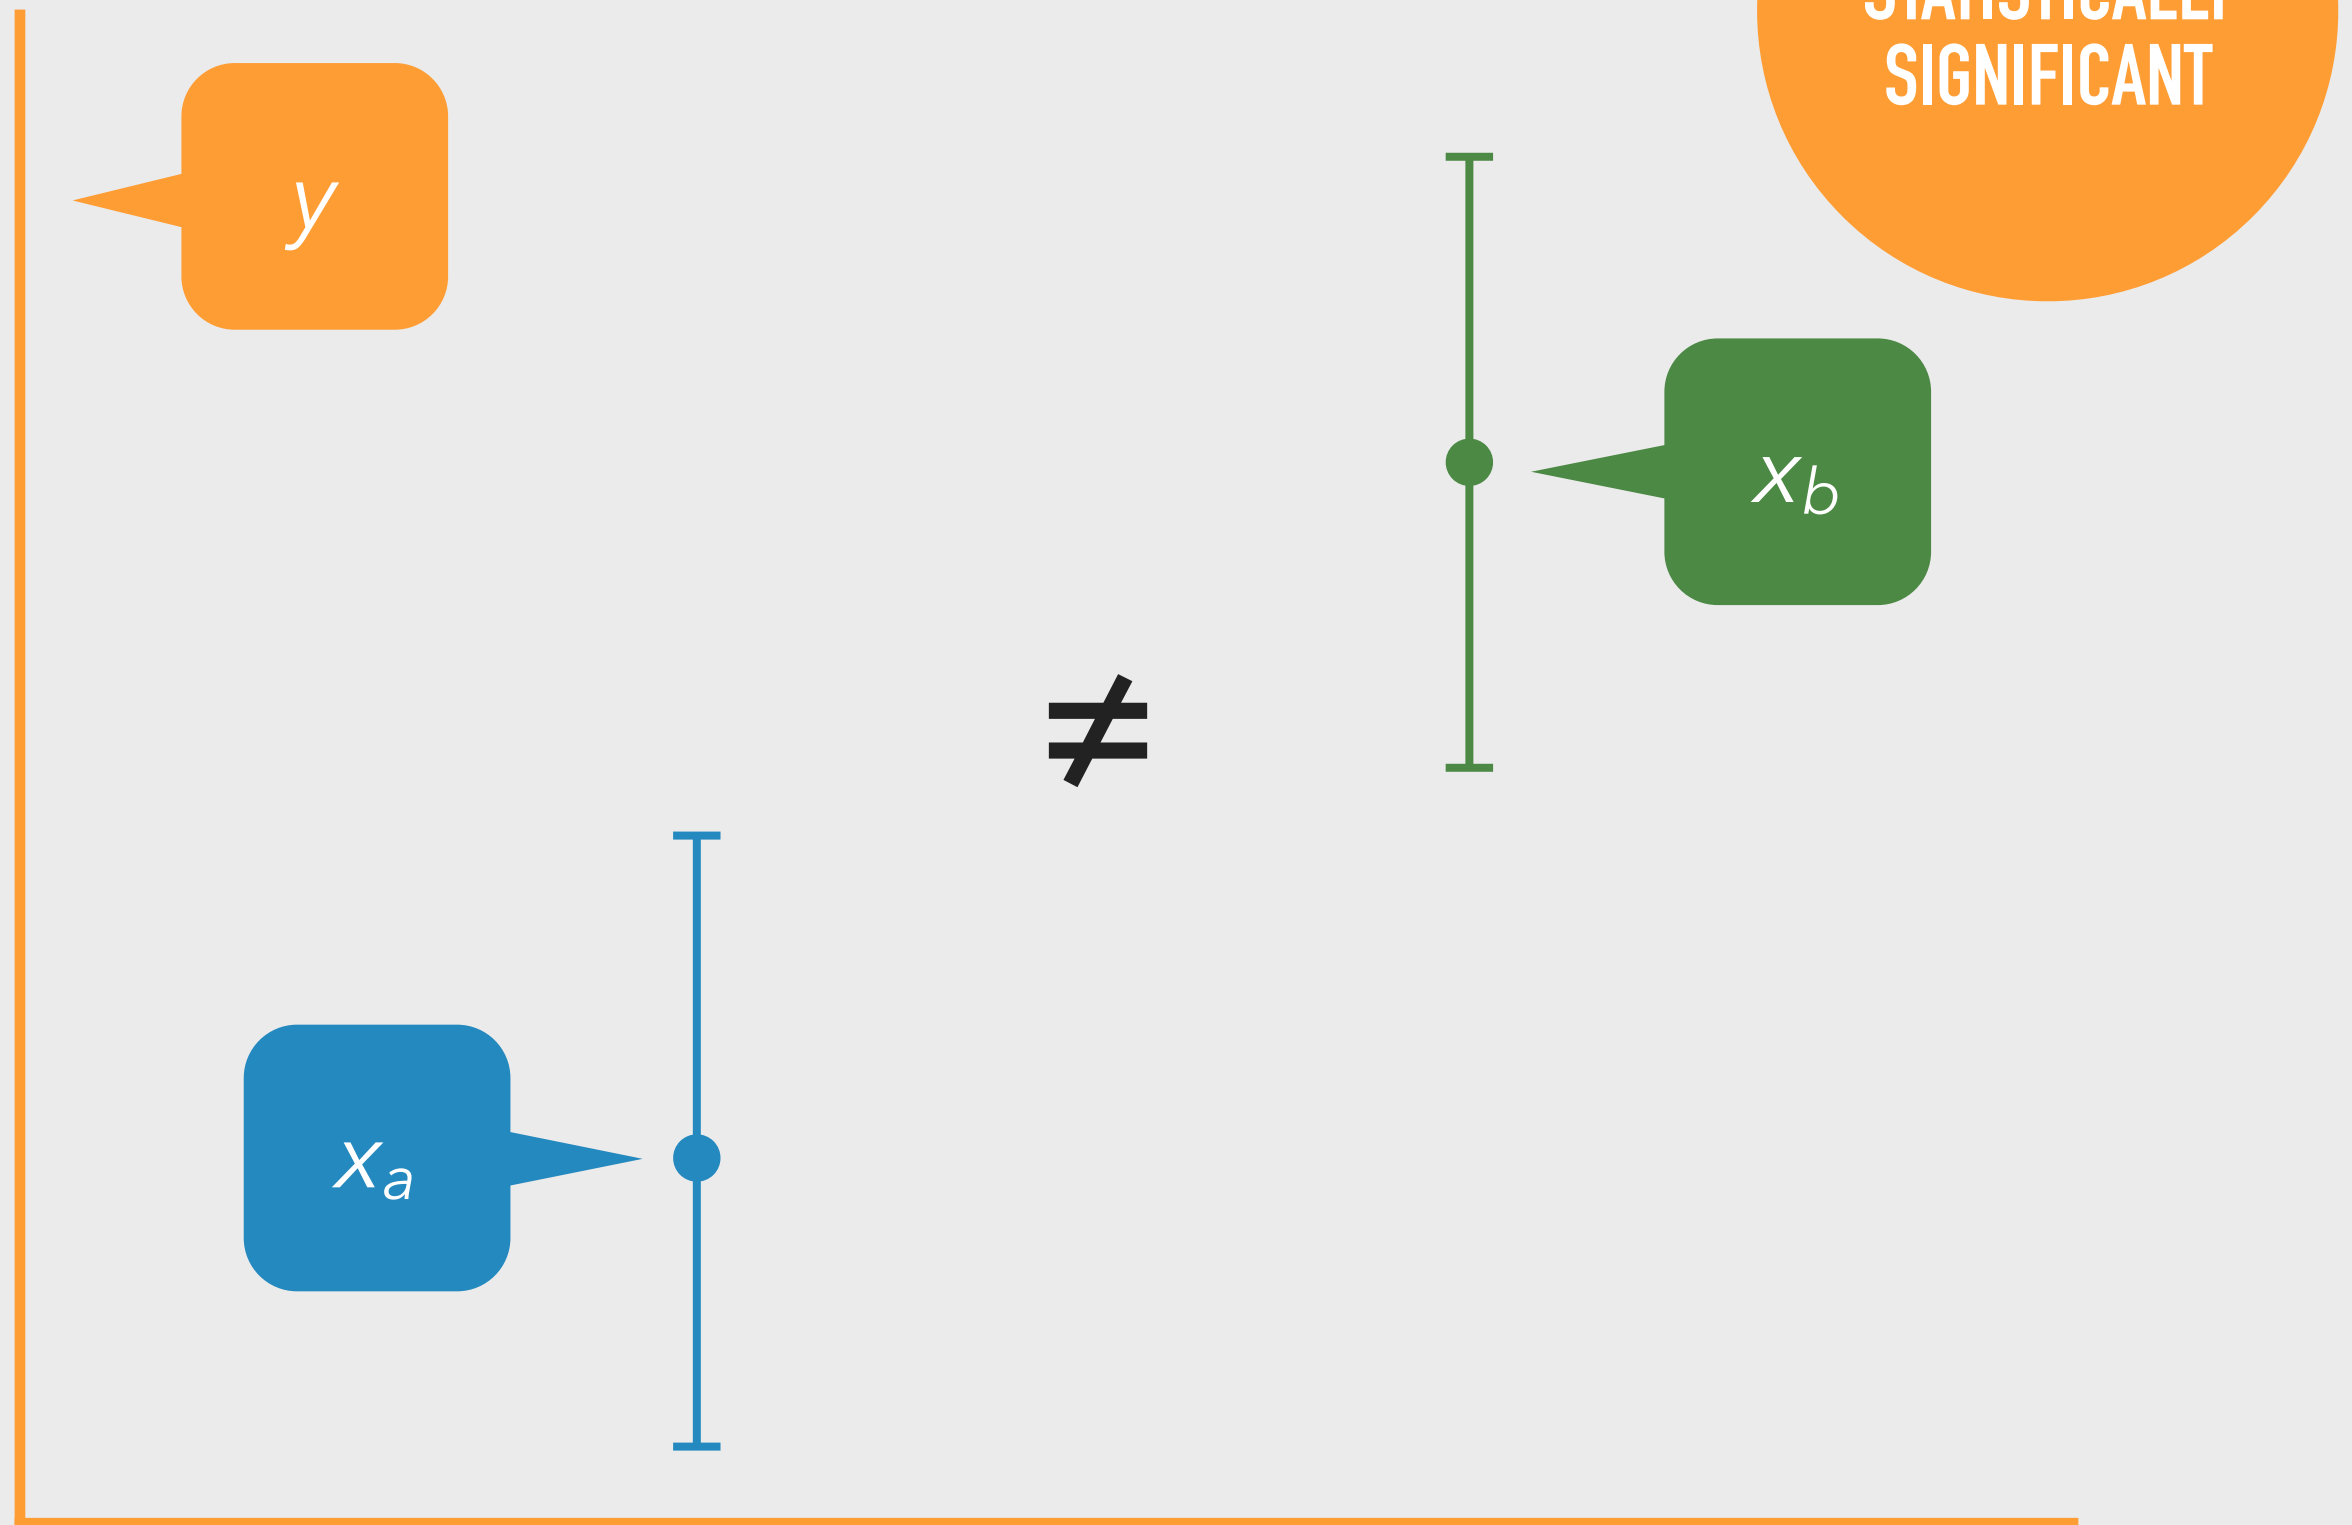 SIGNIFICANT
y
x_b
≠
x_a